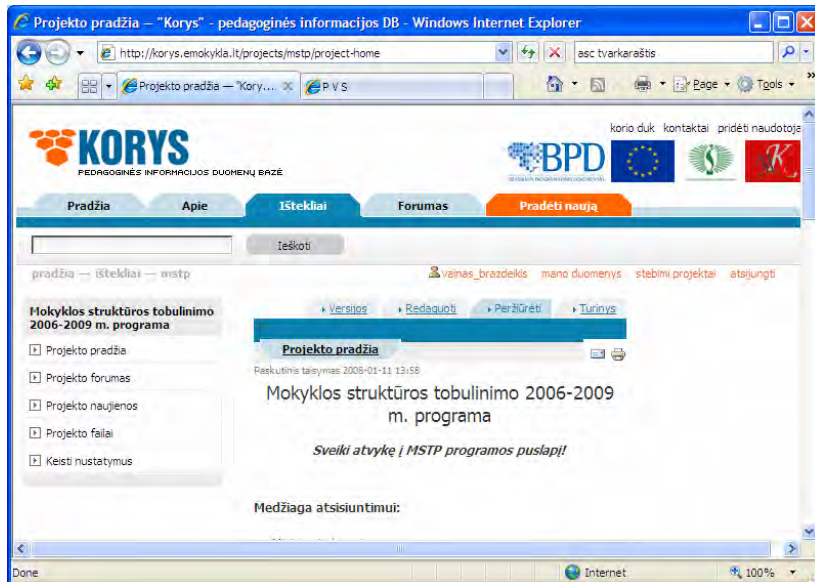 Projekto pradžia — "Korys" - pedagoginės informacijos DB - Windows Internet Explorer
http://korys.emokykla.lt/projects/mstp/project-home
asc tvarkaraštis
Projekto pradžia — "Kory...
P V S
Page
Tools
korio duk kontaktai pridėti naudotoja
KORYS
PEDAGOGINĖS INFORMACIJOS DUOMENŲ BAZĖ
BPD
Pradžia Apie Ištekliai Forumas Pradėti naują
Ieškoti
pradžia — ištekliai — mstp
vainas_brazdeikis mano duomenys stebimi projektai atsijungti
Mokyklos struktūros tobulinimo
2006-2009 m. programa
Projekto pradžia
Projekto forumas
Projekto naujienos
Projekto failai
Keisti nustatymus
Versijos Redaguoti Peržiūrėti Turinys
Projekto pradžia
Paskutinis taisymas 2008-01-11 13:58
Mokyklos struktūros tobulinimo 2006-2009
m. programa
Sveiki atvykę į MSTP programos puslapį!
Medžiaga atsisiuntimui:
Done
Internet
100%